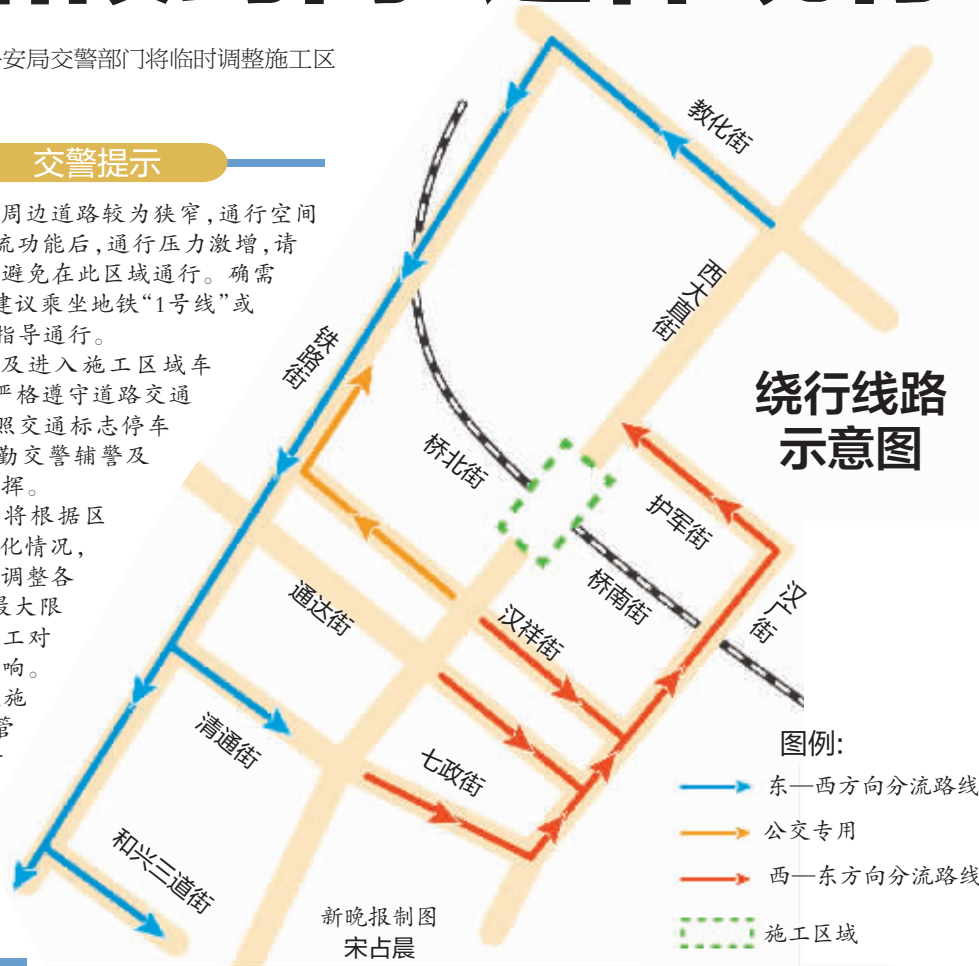 安局交警部门将临时调整施工区
交警提示
周边道路较为狭窄,通行空间
流功能后,通行压力激增,请
避免在此区域通行。确需
建议乘坐地铁“1号线”或
指导通行。
及进入施工区域车
严格遵守道路交通
照交通标志停车
勤交警辅警及
挥。
将根据区
化情况,
调整各
最大限
工对
响。
施
管
教化街
西大直街
铁路街
绕行线路
示意图
桥北街
护军街
桥南街
汉广街
通达街
汉祥街
清通街
七政街
和兴三道街
图例:
东—西方向分流路线
公交专用
西—东方向分流路线
施工区域
新晚报制图
宋占晨